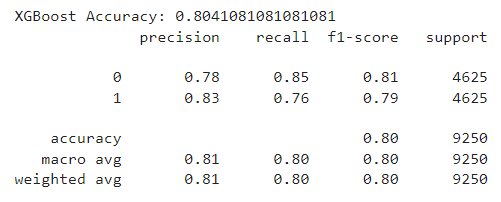 XGBoost Accuracy: 0.8041081081081081
precision recall f1-score support
0 0.78 0.85 0.81 4625
1 0.83 0.76 0.79 4625
accuracy 0.80 9250
macro avg 0.81 0.80 0.80 9250
weighted avg 0.81 0.80 0.80 9250